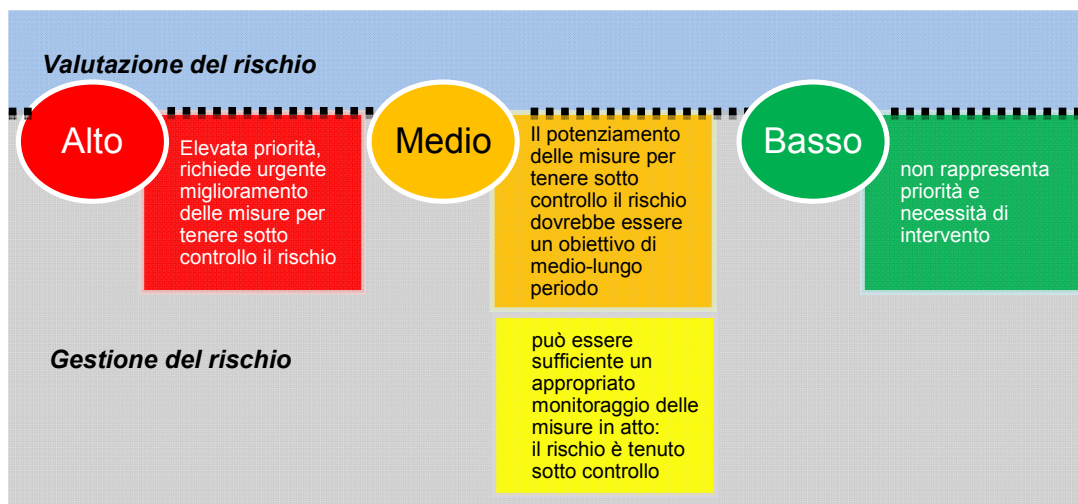 Valutazione del rischio
Alto
Elevata priorità,
richiede urgente
miglioramento
delle misure per
tenere sotto
controllo il rischio
Medio
Il potenziamento
delle misure per
tenere sotto
controllo il rischio
dovrebbe essere
un obiettivo di
medio-lungo
periodo
Basso
non rappresenta
priorità e
necessità di
intervento
Gestione del rischio
può essere
sufficiente un
appropriato
monitoraggio delle
misure in atto:
il rischio è tenuto
sotto controllo